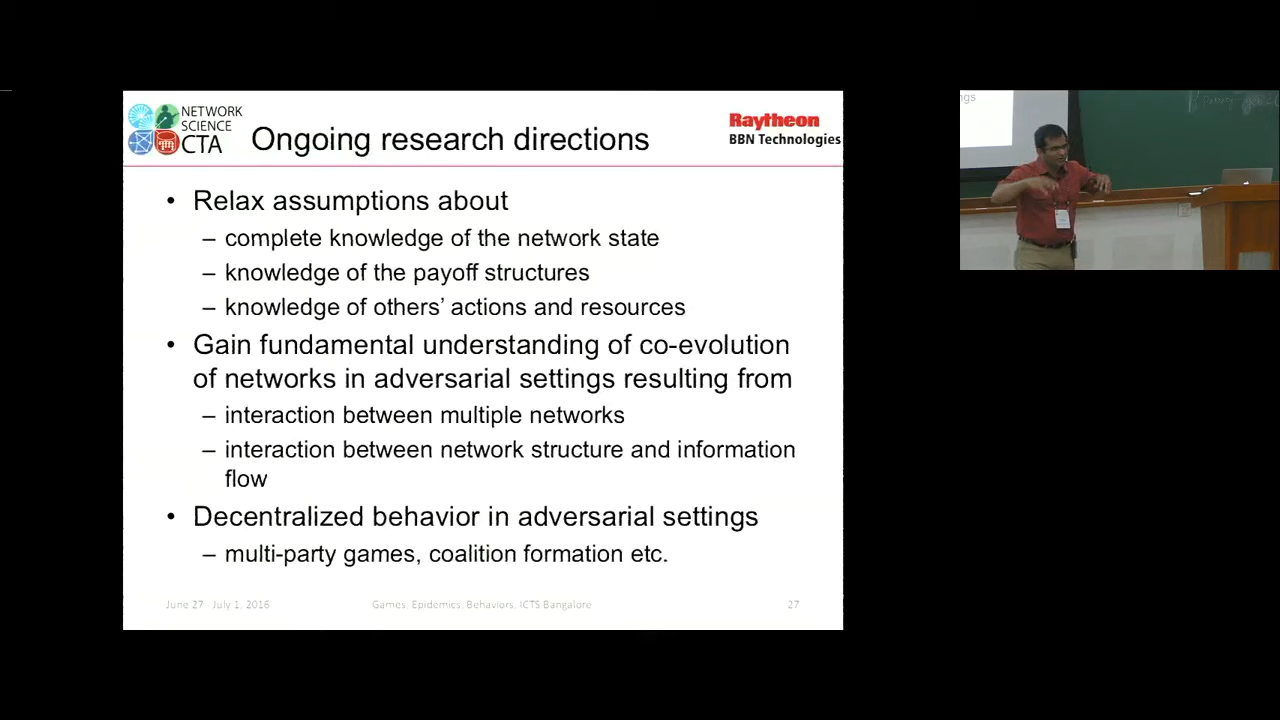 NETWORK
SCIENCE
CTA
Ongoing research directions
Raytheon
BBN Technologies
• Relax assumptions about
– complete knowledge of the network state
– knowledge of the payoff structures
– knowledge of others’ actions and resources
• Gain fundamental understanding of co-evolution
of networks in adversarial settings resulting from
– interaction between multiple networks
– interaction between network structure and information
flow
• Decentralized behavior in adversarial settings
– multi-party games, coalition formation etc.
June 27 - July 1, 2016
Games, Epidemics, Behaviors, ICTS Bangalore
27